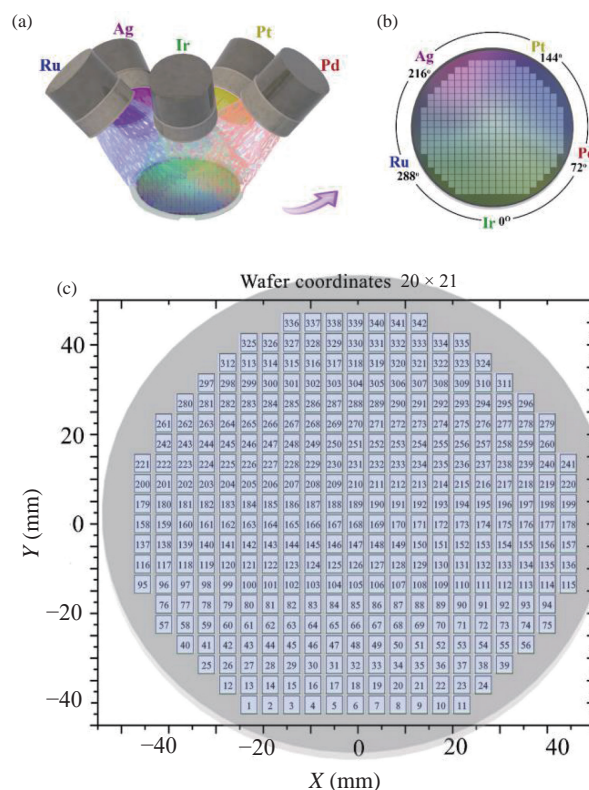 (a)
Ag
Ir
Pt
Ru
Pd
(b)
Ag
216°
Pt
144°
Ru
288°
72°
Ir 0°
(c)
Wafer coordinates 20 × 21
336 337 338 339 340 341 342
40 325 326 327 328 329 330 331 332 333 334 335
312 313 314 315 316 317 318 319 320 321 322 323 324
297 298 299 300 301 302 303 304 305 306 307 308 309 310 311
280 281 282 283 284 285 286 287 288 289 290 291 292 293 294 295 296
20 261 262 263 264 265 266 267 268 269 270 271 272 273 274 275 276 277 278 279
242 243 244 245 246 247 248 249 250 251 252 253 254 255 256 257 258 259 260
221 222 223 224 225 226 227 228 229 230 231 232 233 234 235 236 237 238 239 240 241
200 201 202 203 204 205 206 207 208 209 210 211 212 213 214 215 216 217 218 219 220
179 180 181 182 183 184 185 186 187 188 189 190 191 192 193 194 195 196 197 198 199
0 158 159 160 161 162 163 164 165 166 167 168 169 170 171 172 173 174 175 176 177 178
137 138 139 140 141 142 143 144 145 146 147 148 149 150 151 152 153 154 155 156 157
116 117 118 119 120 121 122 123 124 125 126 127 128 129 130 131 132 133 134 135 136
95 96 97 98 99 100 101 102 103 104 105 106 107 108 109 110 111 112 113 114 115
−20 76 77 78 79 80 81 82 83 84 85 86 87 88 89 90 91 92 93 94
57 58 59 60 61 62 63 64 65 66 67 68 69 70 71 72 73 74 75
40 41 42 43 44 45 46 47 48 49 50 51 52 53 54 55 56
25 26 27 28 29 30 31 32 33 34 35 36 37 38 39
12 13 14 15 16 17 18 19 20 21 22 23 24
−40 1 2 3 4 5 6 7 8 9 10 11
Y (mm)
−40 −20 0 20 40
X (mm)